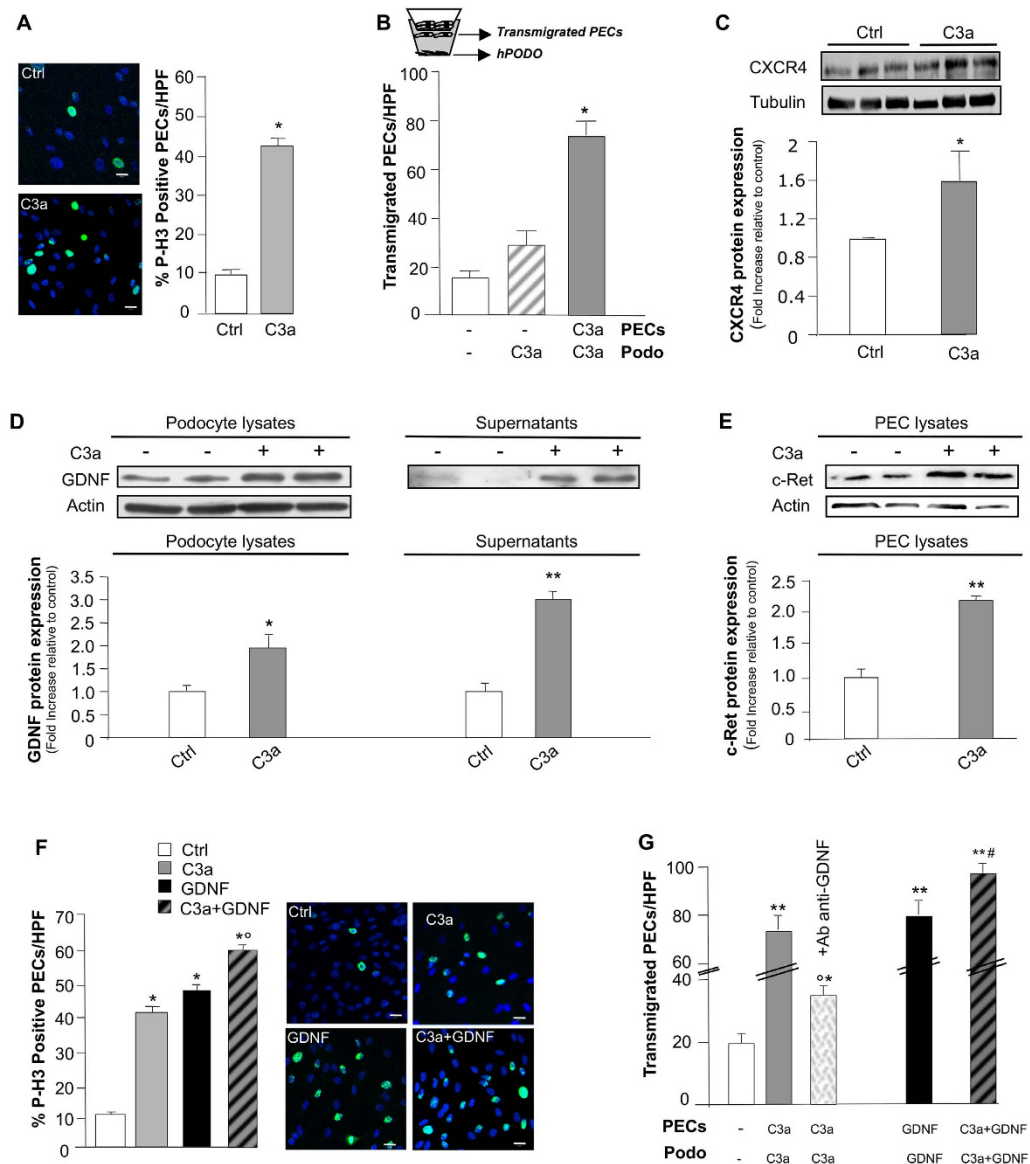 A
Ctrl
C3a
% P-H3 Positive PECs/HPF
60
50
40
30
20
10
0
*
Ctrl C3a
B
Transmigrated PECs
hPODO
Transmigrated PECs/HPF
100
80
60
40
20
0
*
- - C3a PECs
- C3a C3a Podo
C
Ctrl C3a
CXCR4
Tubulin
CXCR4 protein expression
(Fold Increase relative to control)
2
1.6
1.2
0.8
0.4
0
*
Ctrl C3a
D
Podocyte lysates Supernatants
C3a - - + + - - + +
GDNF
Actin
Podocyte lysates Supernatants
GDNF protein expression
(Fold Increase relative to control)
3.5
3.0
2.5
2.0
1.5
1.0
0.5
0
* **
Ctrl C3a Ctrl C3a
E
PEC lysates
C3a - - + +
c-Ret
Actin
PEC lysates
c-Ret protein expression
(Fold Increase relative to control)
2.5
2.0
1.5
1.0
0.5
0
**
Ctrl C3a
F
Ctrl
C3a
GDNF
C3a+GDNF
% P-H3 Positive PECs/HPF
70
60
50
40
30
20
10
0
* * *°
Ctrl C3a
GDNF C3a+GDNF
G
Transmigrated PECs/HPF
100
80
60
40
20
0
** °* ** **#
+Ab anti-GDNF
PECs - C3a C3a GDNF C3a+GDNF
Podo - C3a C3a GDNF C3a+GDNF